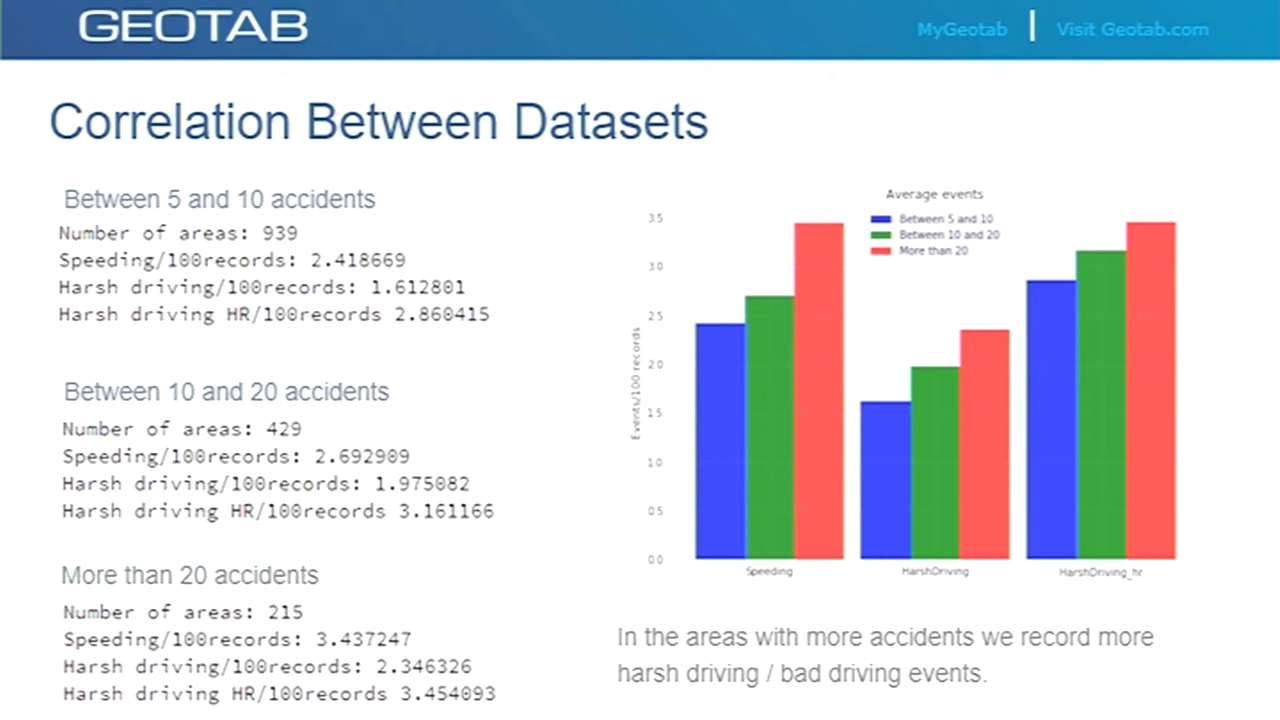 GEOTAB
MyGeotab | Visit Geotab.com
Correlation Between Datasets
Between 5 and 10 accidents
Number of areas: 939
Speeding/100records: 2.418669
Harsh driving/100records: 1.612801
Harsh driving HR/100records 2.860415
Between 10 and 20 accidents
Number of areas: 429
Speeding/100records: 2.692909
Harsh driving/100records: 1.975082
Harsh driving HR/100records 3.161166
More than 20 accidents
Number of areas: 215
Speeding/100records: 3.437247
Harsh driving/100records: 2.346326
Harsh driving HR/100records 3.454093
Average events
Between 5 and 10
Between 10 and 20
More than 20
Events/100 records
3.5
3.0
2.5
2.0
1.5
1.0
0.5
0.0
Speeding
HarshDriving
HarshDriving_hr
In the areas with more accidents we record more
harsh driving / bad driving events.